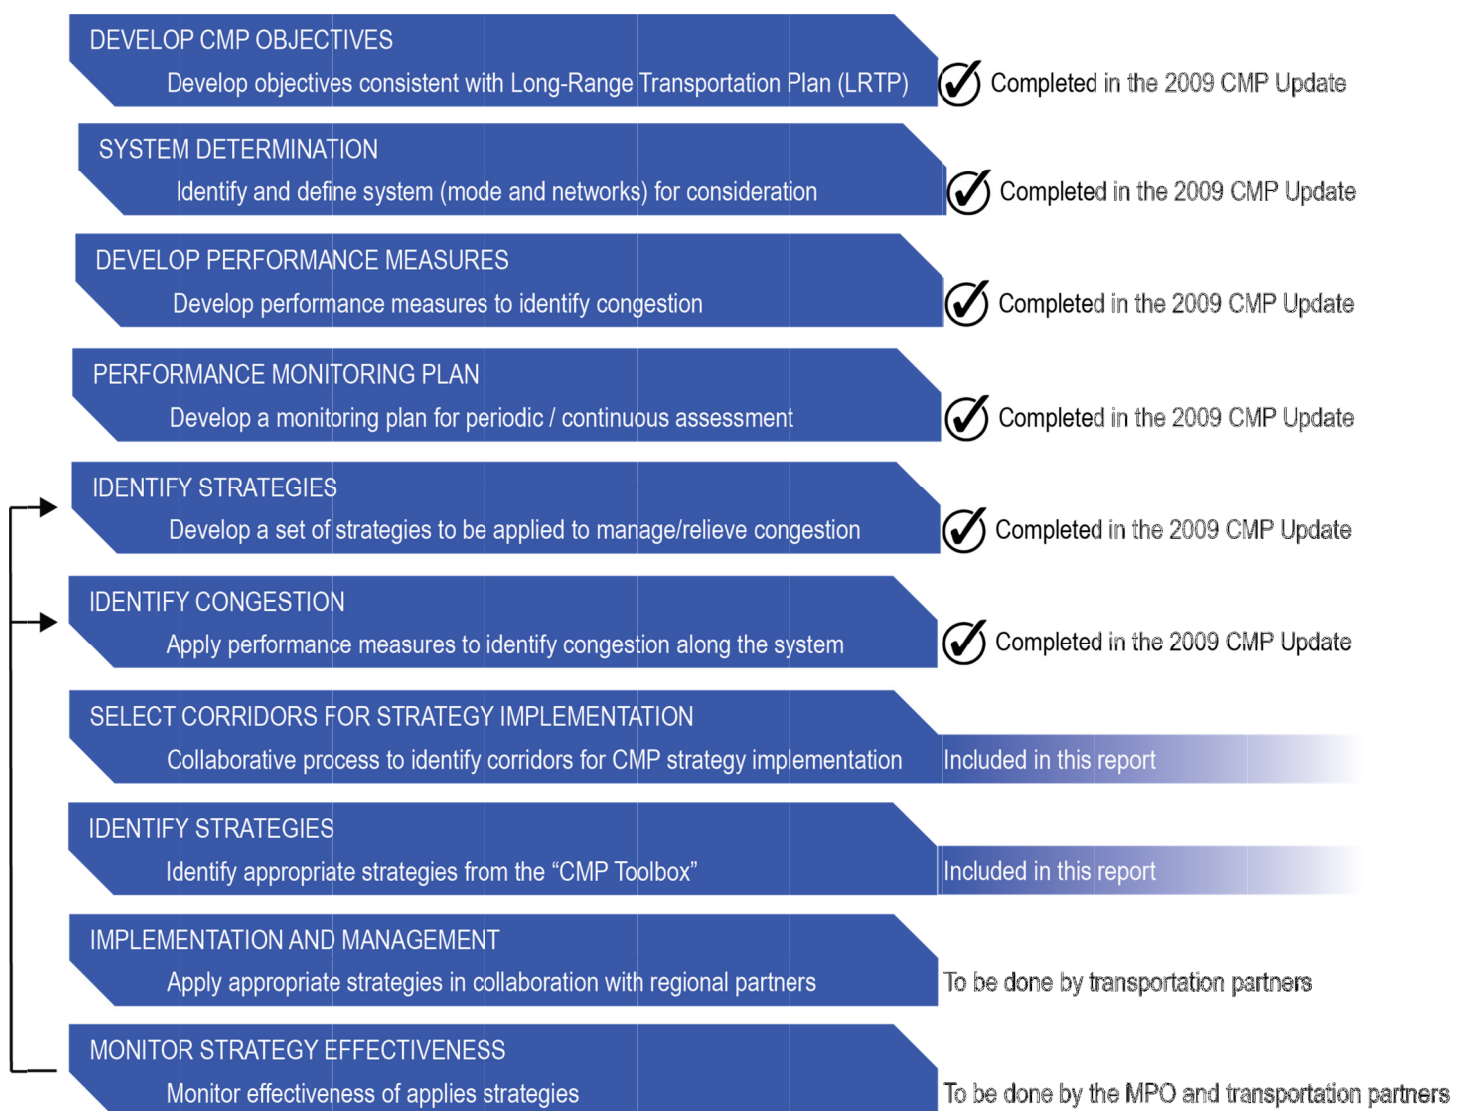 DEVELOP CMP OBJECTIVES
Develop objectives consistent with Long-Range Transportation Plan (LRTP)
Completed in the 2009 CMP Update
SYSTEM DETERMINATION
Identify and define system (mode and networks) for consideration
Completed in the 2009 CMP Update
DEVELOP PERFORMANCE MEASURES
Develop performance measures to identify congestion
Completed in the 2009 CMP Update
PERFORMANCE MONITORING PLAN
Develop a monitoring plan for periodic / continuous assessment
Completed in the 2009 CMP Update
IDENTIFY STRATEGIES
Develop a set of strategies to be applied to manage/relieve congestion
Completed in the 2009 CMP Update
IDENTIFY CONGESTION
Apply performance measures to identify congestion along the system
Completed in the 2009 CMP Update
SELECT CORRIDORS FOR STRATEGY IMPLEMENTATION
Collaborative process to identify corridors for CMP strategy implementation
Included in this report
IDENTIFY STRATEGIES
Identify appropriate strategies from the “CMP Toolbox”
Included in this report
IMPLEMENTATION AND MANAGEMENT
Apply appropriate strategies in collaboration with regional partners
To be done by transportation partners
MONITOR STRATEGY EFFECTIVENESS
Monitor effectiveness of applies strategies
To be done by the MPO and transportation partners